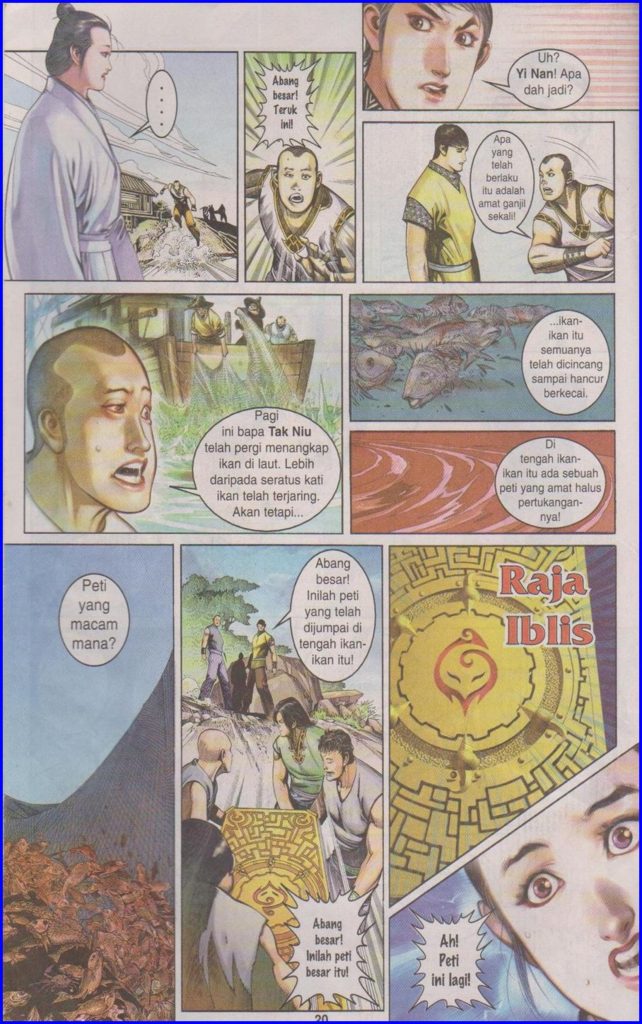 ...
Abang
besar!
Teruk
ini!
Uh?
Yi Nan! Apa
dah jadi?
Apa
yang
telah
berlaku
itu adalah
amat ganjil
sekali!
Pagi
ini bapa Tak Niu
telah pergi menangkap
ikan di laut. Lebih
daripada seratus kati
ikan telah terjaring.
Akan tetapi...
...ikan-
ikan itu
semuanya
telah dicincang
sampai hancur
berkecai.
Di
tengah ikan-
ikan itu ada sebuah
peti yang amat halus
pertukangan-
nya!
Peti
yang
macam
mana?
Abang
besar!
Inilah peti
yang telah
dijumpai di
tengah ikan-
ikan itu!
Abang
besar!
Inilah peti
besar itu!
Raja
Iblis
Ah!
Peti
ini lagi!
20